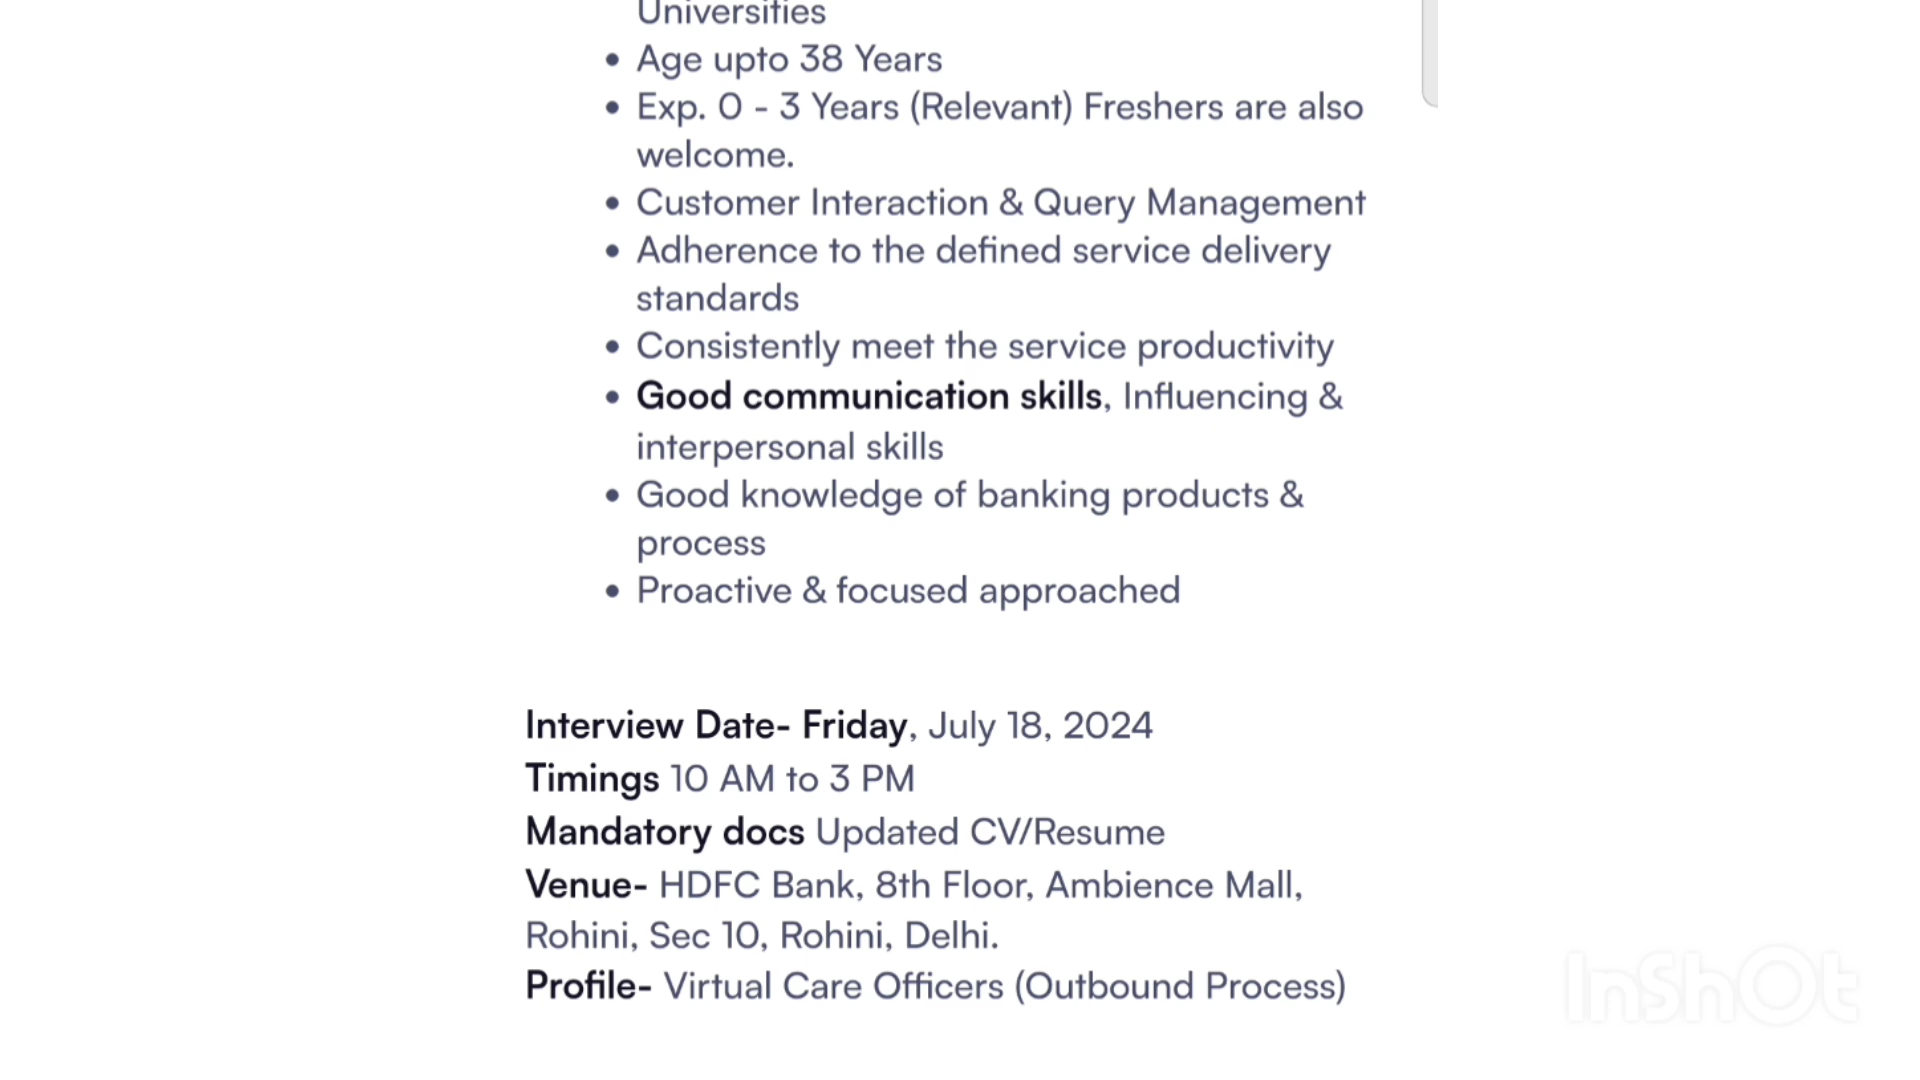 Universities
• Age upto 38 Years
• Exp. 0 - 3 Years (Relevant) Freshers are also
welcome.
• Customer Interaction & Query Management
• Adherence to the defined service delivery
standards
• Consistently meet the service productivity
• Good communication skills, Influencing &
interpersonal skills
• Good knowledge of banking products &
process
• Proactive & focused approached
Interview Date- Friday, July 18, 2024
Timings 10 AM to 3 PM
Mandatory docs Updated CV/Resume
Venue- HDFC Bank, 8th Floor, Ambience Mall,
Rohini, Sec 10, Rohini, Delhi.
Profile- Virtual Care Officers (Outbound Process)
InShOt